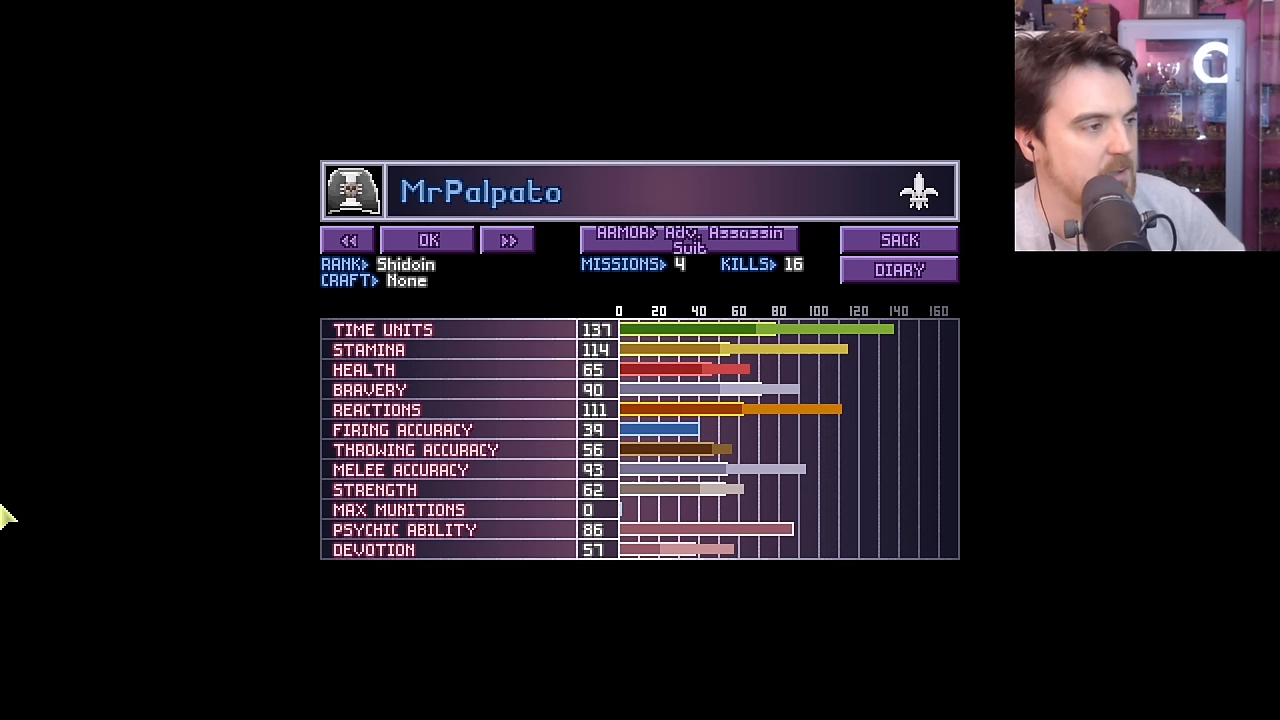 MrPalpato
OK
ARMOR> Adv. Assassin
Suit
SACK
RANK> Shidoin
MISSIONS> 4 KILLS> 16
DIARY
CRAFT> None
0 20 40 60 80 100 120 140 160
TIME UNITS 137
STAMINA 114
HEALTH 65
BRAVERY 90
REACTIONS 111
FIRING ACCURACY 39
THROWING ACCURACY 56
MELEE ACCURACY 93
STRENGTH 62
MAX MUNITIONS 0
PSYCHIC ABILITY 86
DEVOTION 57